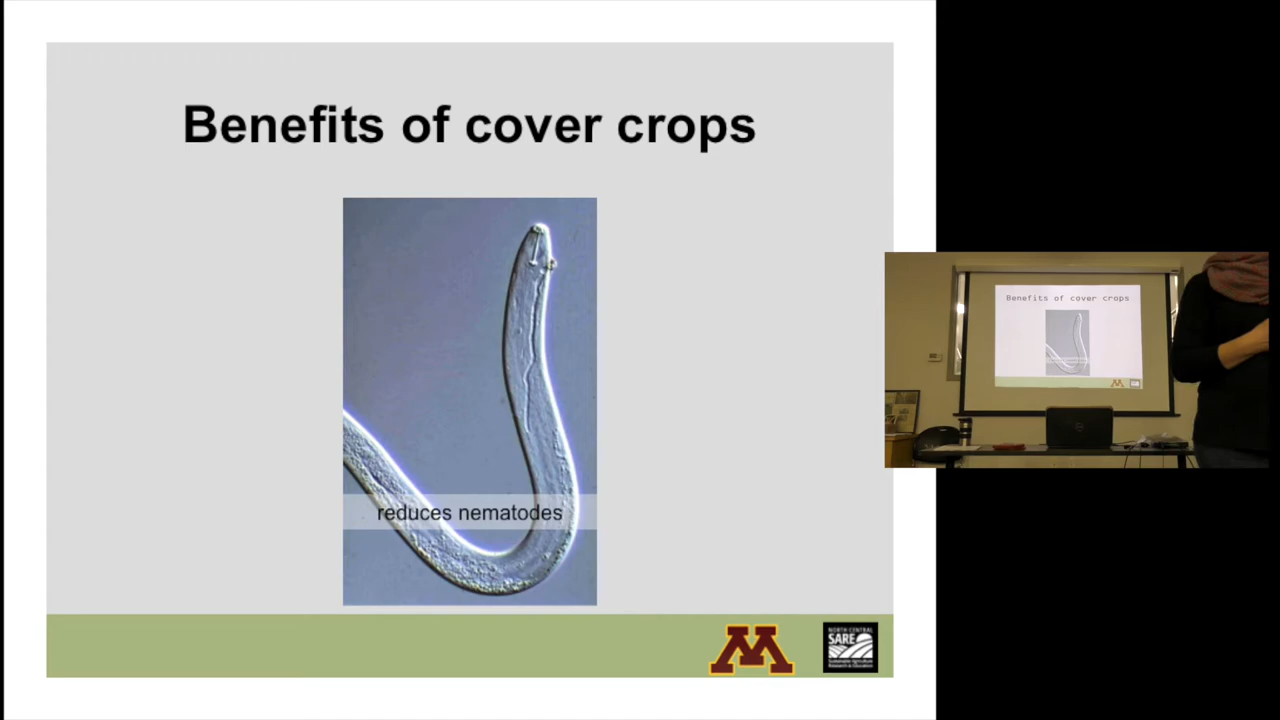 Benefits of cover crops
reduces nematodes
M
NORTH CENTRAL
SARE
Sustainable Agriculture
Research & Education
Benefits of cover crops
M